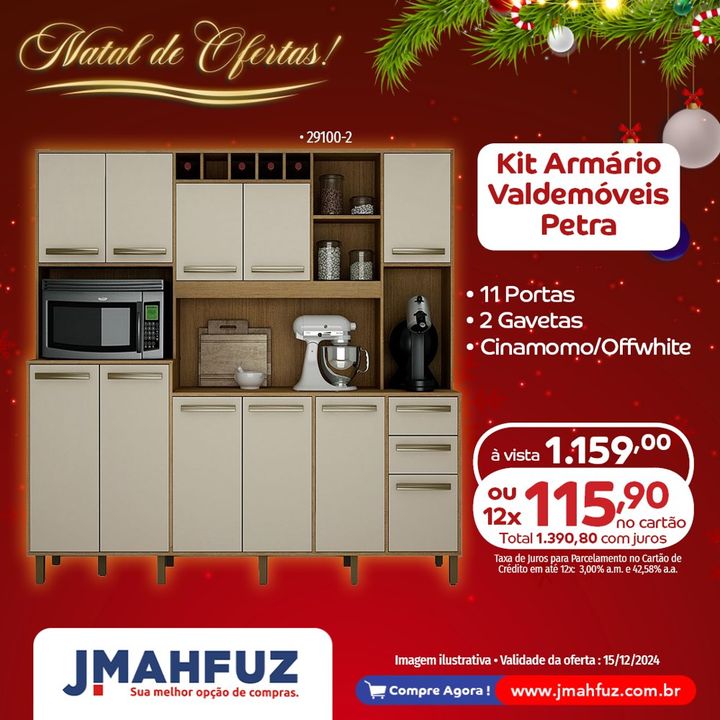 Natal de Ofertas!
• 29100-2
Kit Armário
Valdemóveis
Petra
• 11 Portas
• 2 Gavetas
• Cinamomo/Offwhite
à vista 1.159,00
ou
12x 115,90
no cartão
Total 1.390,80 com juros
Taxa de Juros para Parcelamento no Cartão de
Crédito em até 12x: 3,00% a.m. e 42,58% a.a.
JMAHFUZ
Sua melhor opção de compras.
Imagem ilustrativa • Validade da oferta : 15/12/2024
Compre Agora ! www.jmahfuz.com.br